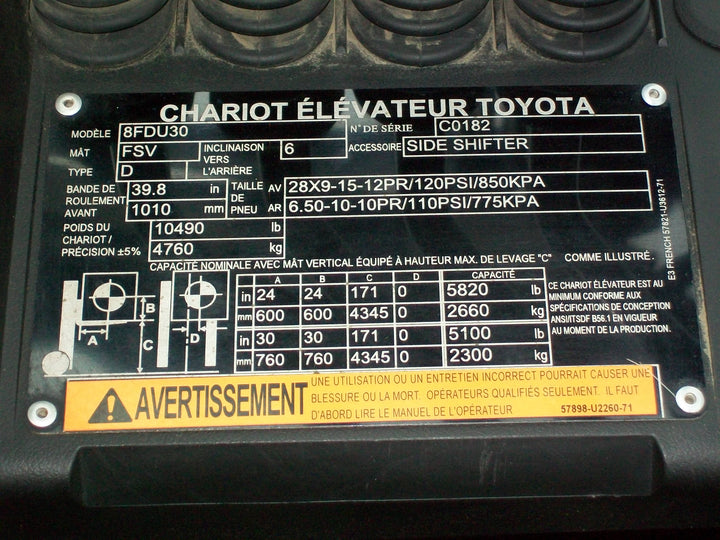 CHARIOT ÉLÉVATEUR TOYOTA
MODÈLE 8FDU30 N° DE SÉRIE C0182
MÂT FSV INCLINAISON VERS L'ARRIÈRE 6 ACCESSOIRE SIDE SHIFTER
TYPE D
BANDE DE ROULEMENT AVANT 39.8 in TAILLE DE PNEU AV 28X9-15-12PR/120PSI/850KPA
1010 mm AR 6.50-10-10PR/110PSI/775KPA
POIDS DU CHARIOT / PRÉCISION ±5% 10490 lb
4760 kg
CAPACITÉ NOMINALE AVEC MÂT VERTICAL ÉQUIPÉ À HAUTEUR MAX. DE LEVAGE "C" COMME ILLUSTRÉ.
A B C D CAPACITÉ
in 24 24 171 0 5820 lb
mm 600 600 4345 0 2660 kg
in 30 30 171 0 5100 lb
mm 760 760 4345 0 2300 kg
A B C D
CE CHARIOT ÉLÉVATEUR EST AU
MINIMUM CONFORME AUX
SPÉCIFICATIONS DE CONCEPTION
ANSI/ITSDF B56.1 EN VIGUEUR
AU MOMENT DE LA PRODUCTION.
E3 FRENCH 57821-U3612-71
AVERTISSEMENT
UNE UTILISATION OU UN ENTRETIEN INCORRECT POURRAIT CAUSER UNE
BLESSURE OU LA MORT. OPÉRATEURS QUALIFIÉS SEULEMENT. IL FAUT
D'ABORD LIRE LE MANUEL DE L'OPÉRATEUR
57898-U2260-71